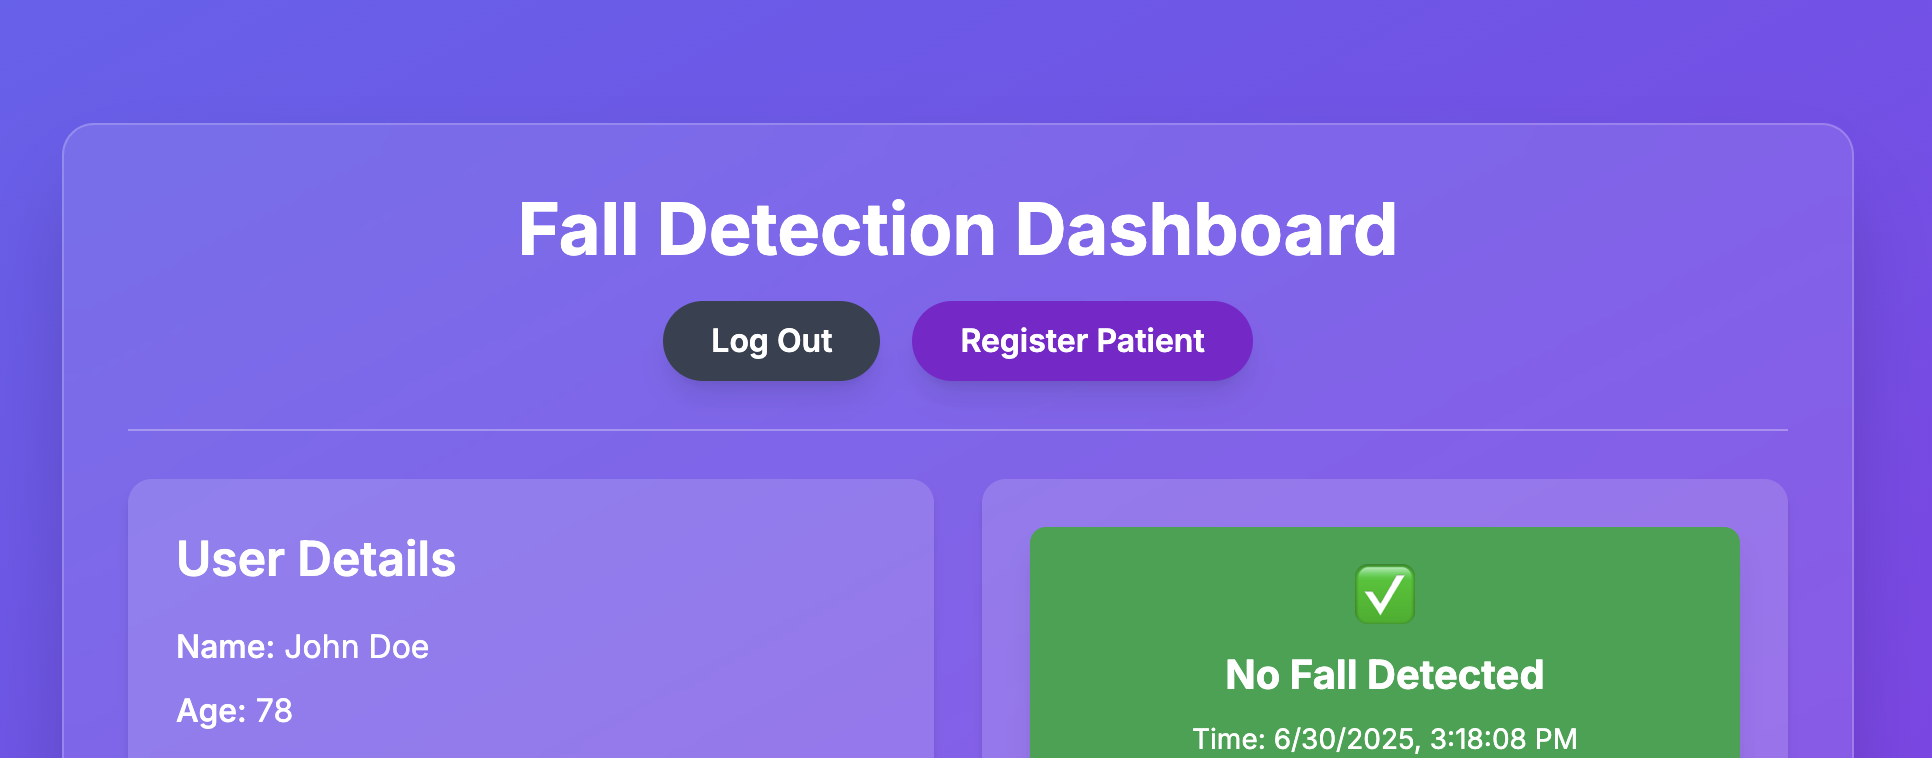 Fall Detection Dashboard
Log Out
Register Patient
User Details
Name: John Doe
Age: 78
No Fall Detected
Time: 6/30/2025, 3:18:08 PM